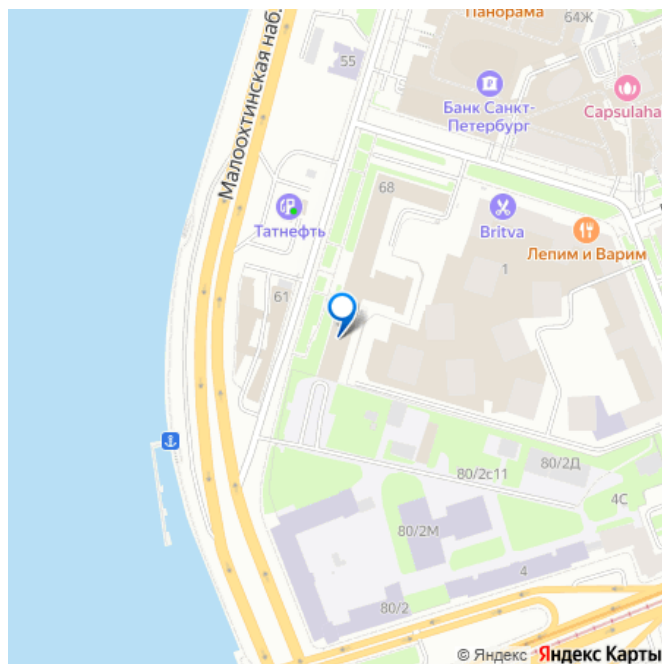 Панорама
64Ж
55
Малоохтинская наб.
Банк Санкт-
Петербург
Capsulaha
68
Татнефть
Britva
Лепим и Варим
1
61
80/2с11
80/2Д
4С
80/2М
4
80/2
© Яндекс Яндекс Карты